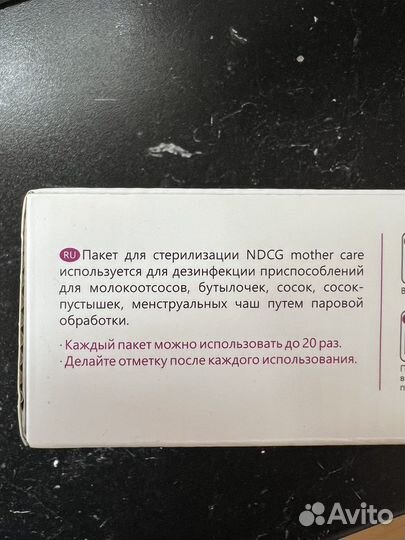 RU Пакет для стерилизации NDCG mother care
используется для дезинфекции приспособлений
для молокоотсосов, бутылочек, сосок, сосок-
пустышек, менструальных чаш путем паровой
обработки.
· Каждый пакет можно использовать до 20 раз.
· Делайте отметку после каждого использования.
Avito